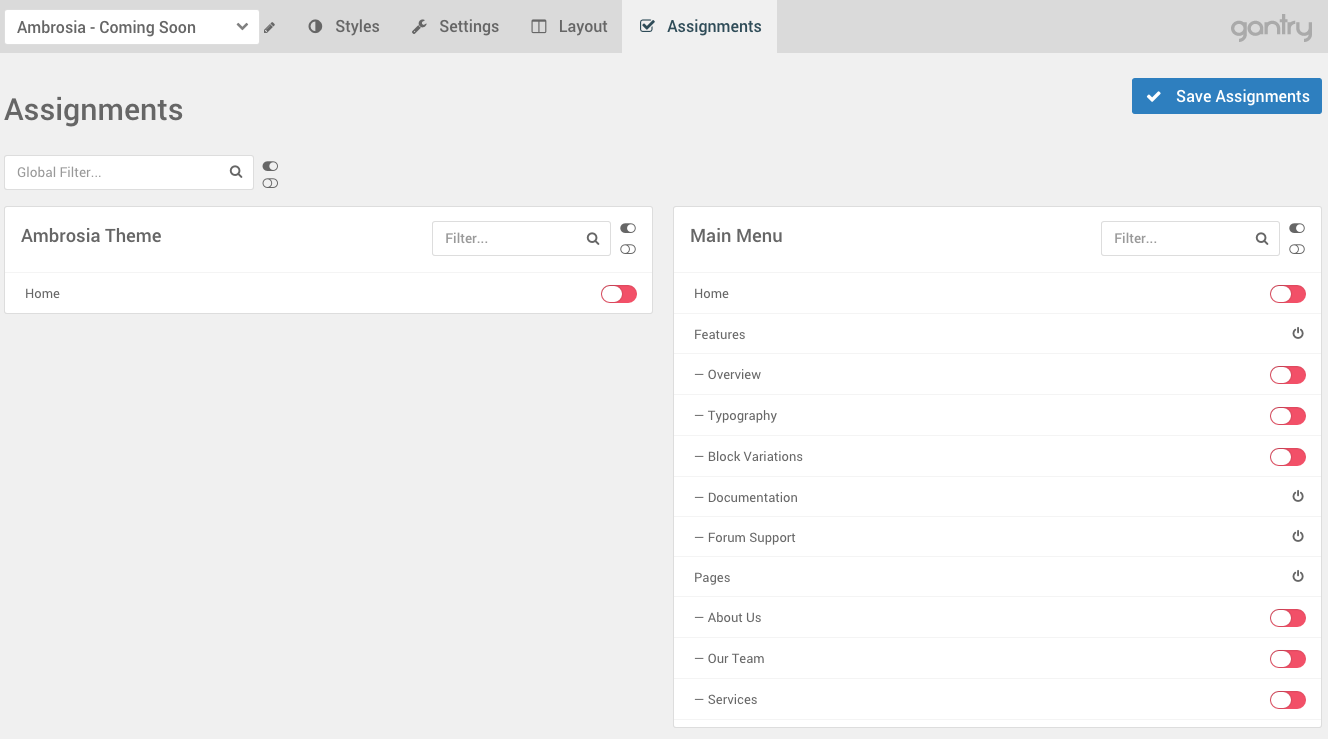 Ambrosia - Coming Soon
Styles
Settings
Layout
Assignments
gantry
Assignments
Save Assignments
Global Filter...
Ambrosia Theme
Filter...
Home
Main Menu
Filter...
Home
Features
— Overview
— Typography
— Block Variations
— Documentation
— Forum Support
Pages
— About Us
— Our Team
— Services